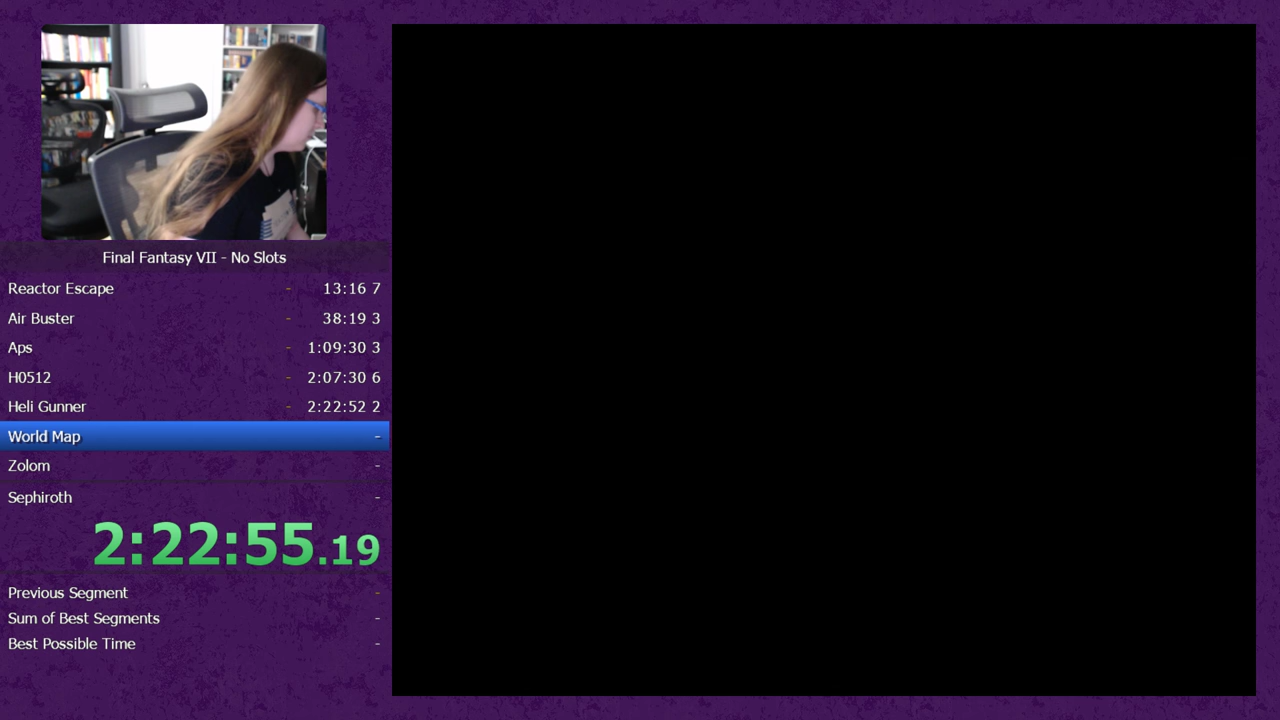 Final Fantasy VII - No Slots
Reactor Escape - 13:16 7
Air Buster - 38:19 3
Aps - 1:09:30 3
H0512 - 2:07:30 6
Heli Gunner - 2:22:52 2
World Map -
Zolom -
Sephiroth -
2:22:55.19
Previous Segment -
Sum of Best Segments -
Best Possible Time -